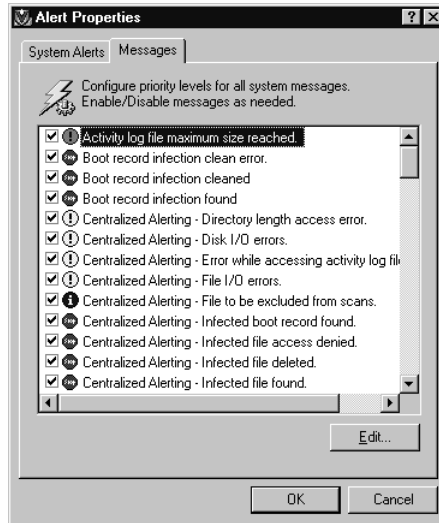 Alert Properties
System Alerts Messages
Configure priority levels for all system messages.
Enable/Disable messages as needed.
Activity log file maximum size reached.
Boot record infection clean error.
Boot record infection cleaned
Boot record infection found
Centralized Alerting - Directory length access error.
Centralized Alerting - Disk I/O errors.
Centralized Alerting - Error while accessing activity log fil
Centralized Alerting - File I/O errors.
Centralized Alerting - File to be excluded from scans.
Centralized Alerting - Infected boot record found.
Centralized Alerting - Infected file access denied.
Centralized Alerting - Infected file deleted.
Centralized Alerting - Infected file found.
Edit...
OK Cancel